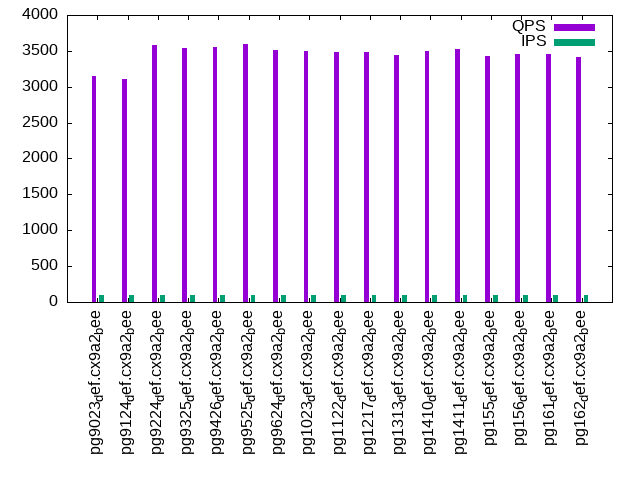 4000
3500
3000
2500
2000
1500
1000
500
0
QPS
IPS
pg9023def.cx9a2bee
pg9124def.cx9a2bee
pg9224def.cx9a2bee
pg9325def.cx9a2bee
pg9426def.cx9a2bee
pg9525def.cx9a2bee
pg9624def.cx9a2bee
pg1023def.cx9a2bee
pg1122def.cx9a2bee
pg1217def.cx9a2bee
pg1313def.cx9a2bee
pg1410def.cx9a2bee
pg1411def.cx9a2bee
pg155def.cx9a2bee
pg156def.cx9a2bee
pg161def.cx9a2bee
pg162def.cx9a2bee